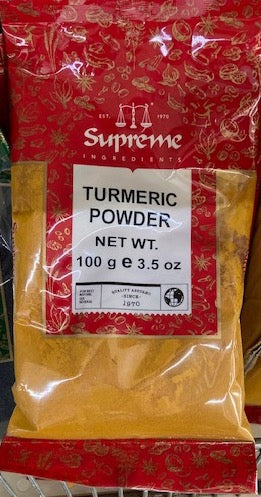 EST. 1970
Supreme
INGREDIENTS
TURMERIC
POWDER
NET WT.
100 g e 3.5 oz
QUALITY ASSURED
-SINCE-
1970